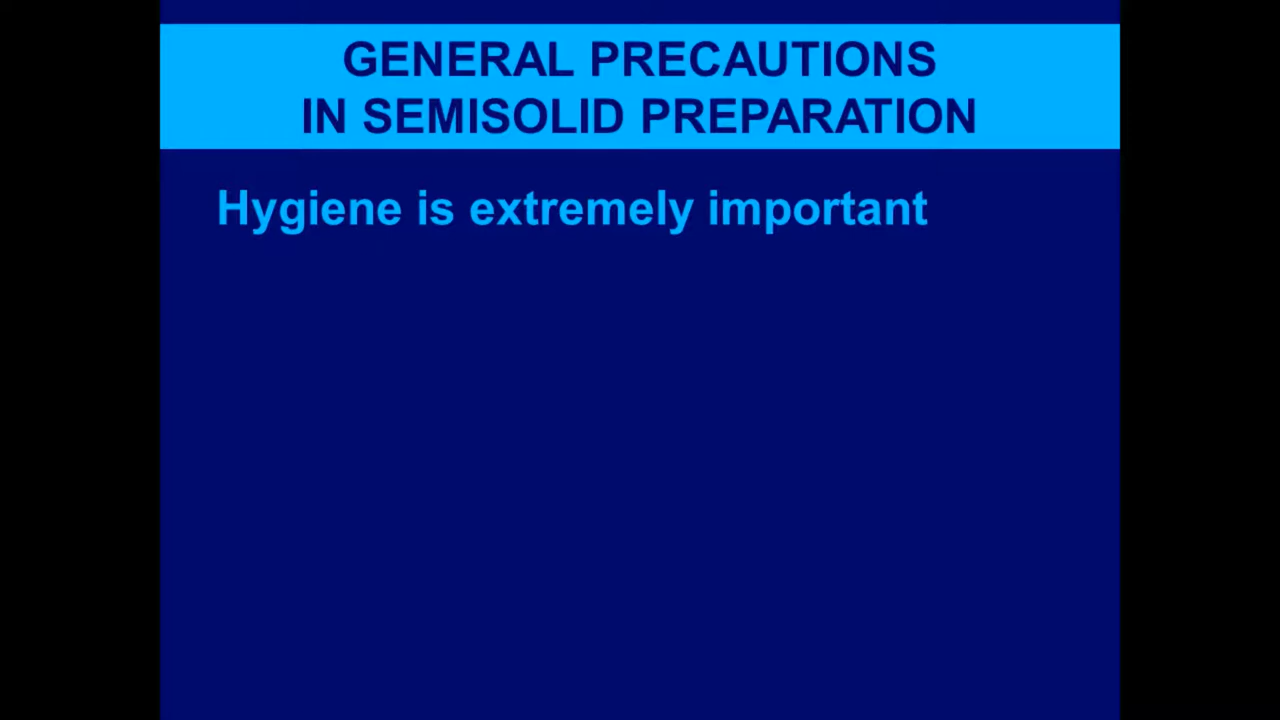 GENERAL PRECAUTIONS
IN SEMISOLID PREPARATION
Hygiene is extremely important